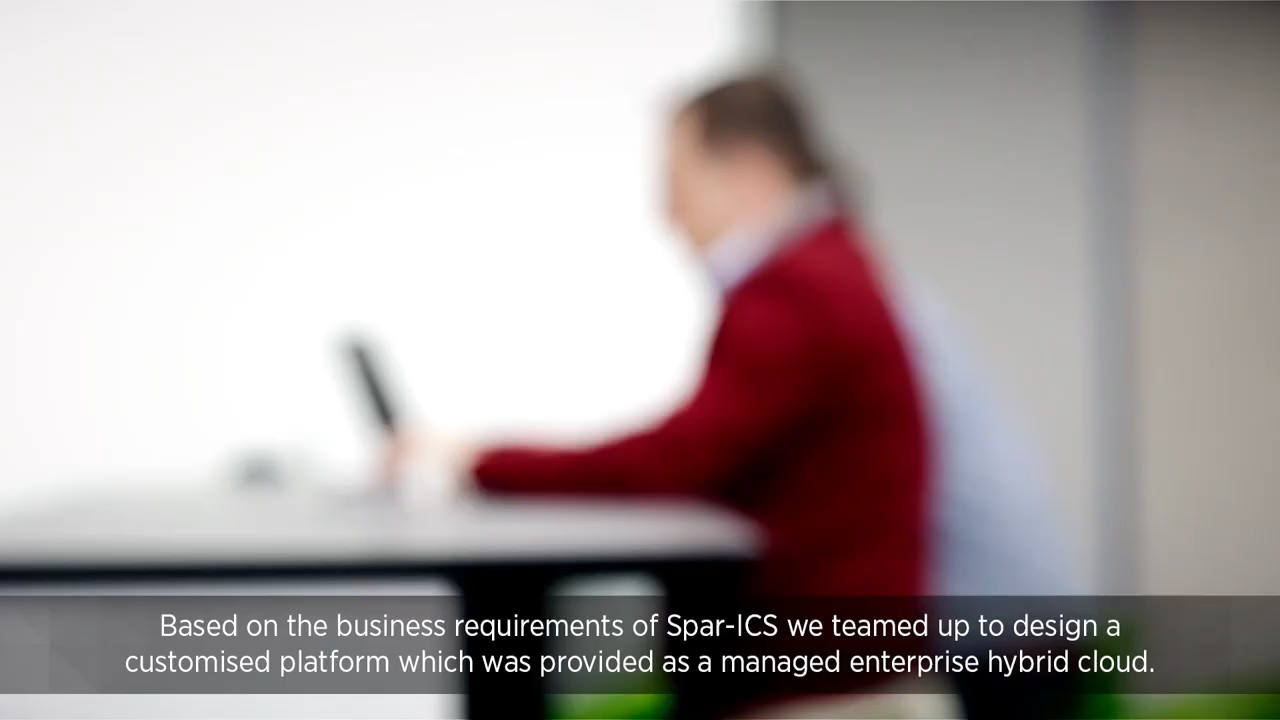 Based on the business requirements of Spar-ICS we teamed up to design a
customised platform which was provided as a managed enterprise hybrid cloud.